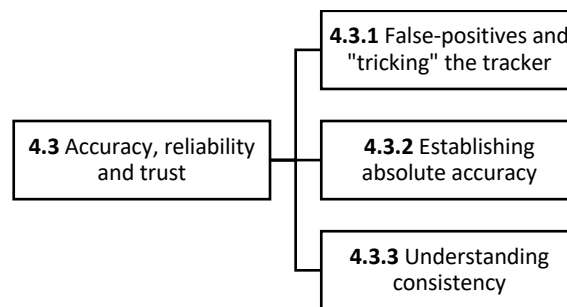 4.3.1 False-positives and
"tricking" the tracker
4.3 Accuracy, reliability
and trust
4.3.2 Establishing
absolute accuracy
4.3.3 Understanding
consistency